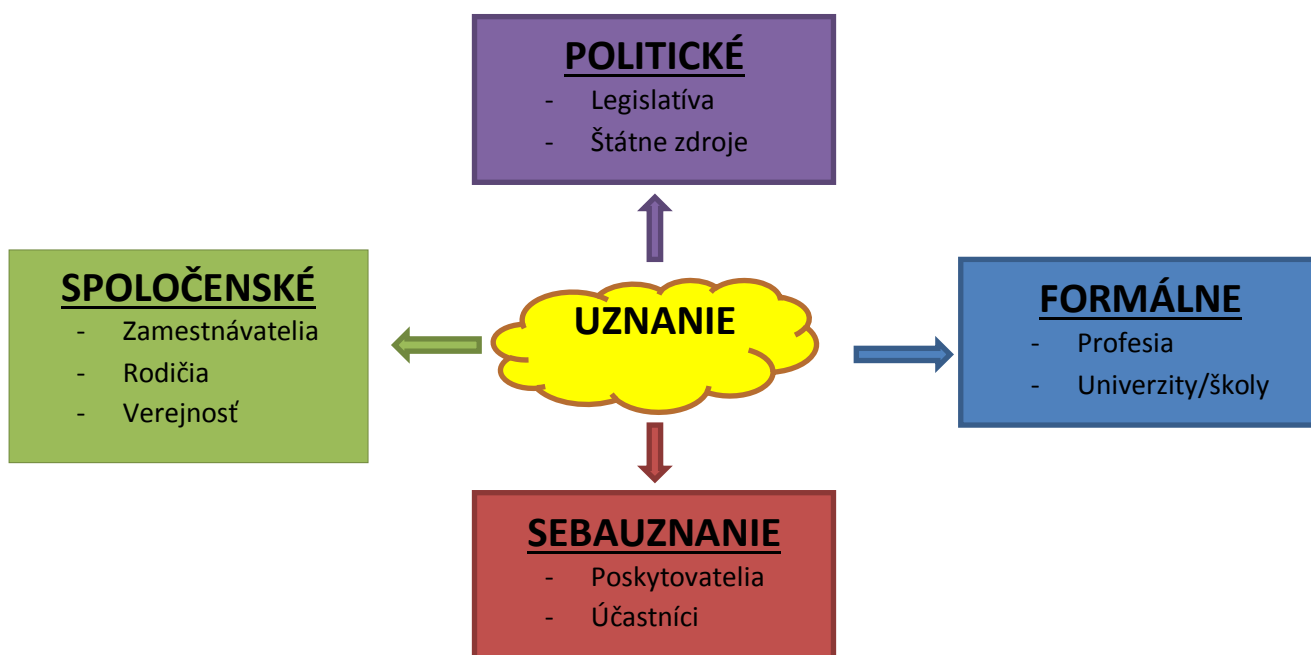 POLITICKÉ
- Legislatíva
- Štátne zdroje
SPOLOČENSKÉ
- Zamestnávatelia
- Rodičia
- Verejnosť
UZNANIE
FORMÁLNE
- Profesia
- Univerzity/školy
SEBAUZNANIE
- Poskytovatelia
- Účastníci